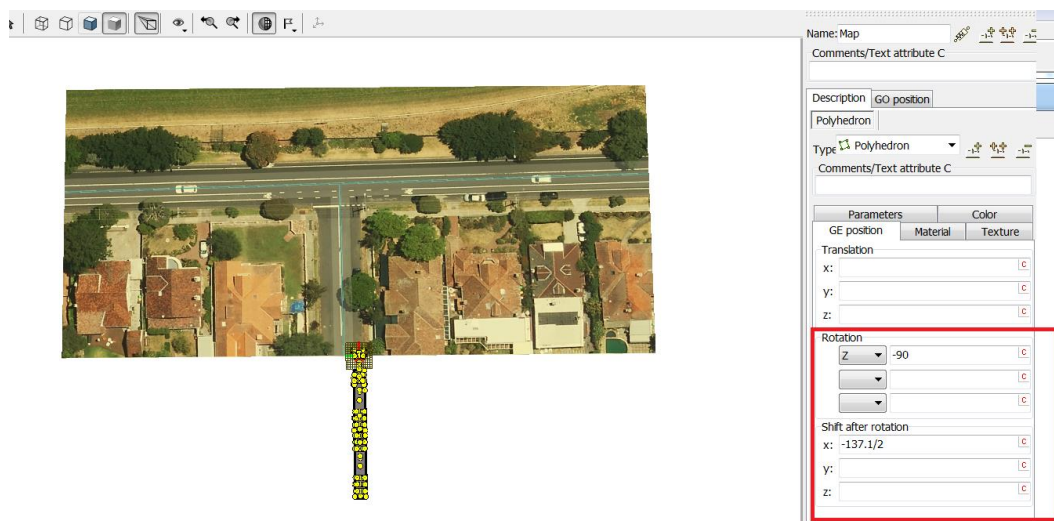 Name: Map
Comments/Text attribute C
Description GO position
Polyhedron
Type Polyhedron
Comments/Text attribute C
Parameters Color
GE position Material Texture
Translation
x: C
y: C
z: C
Rotation
Z -90 C
C
C
Shift after rotation
x: -137.1/2 C
y: C
z: C